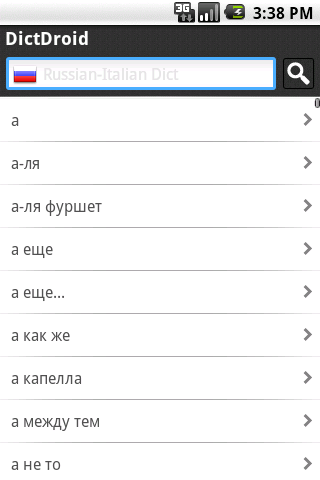 3G
3:38 PM
DictDroid
Russian-Italian Dict
0
а
а-ля
а-ля фуршет
а еще
а еще...
а как же
а капелла
а между тем
а не то